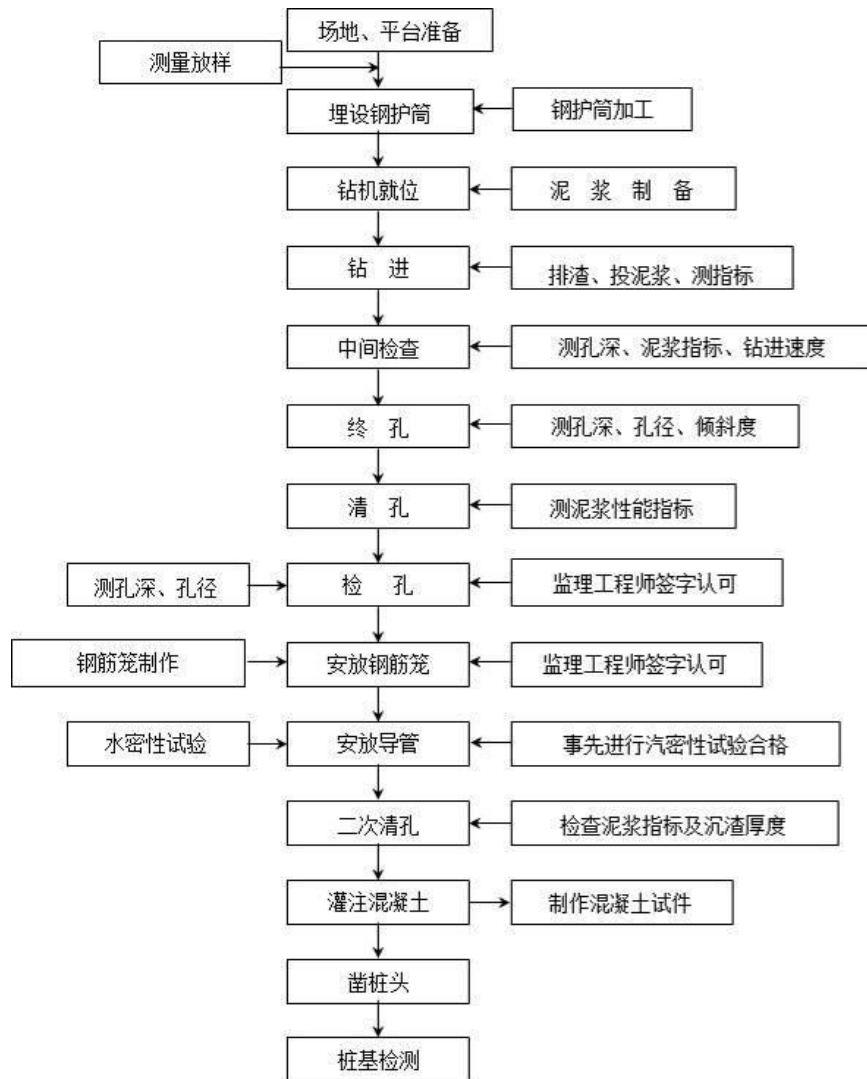 场地、平台准备
测量放样
埋设钢护筒
钢护筒加工
钻机就位
泥 浆 制 备
钻 进
排渣、投泥浆、测指标
中间检查
测孔深、泥浆指标、钻进速度
终 孔
测孔深、孔径、倾斜度
清 孔
测泥浆性能指标
测孔深、孔径
检 孔
监理工程师签字认可
钢筋笼制作
安放钢筋笼
监理工程师签字认可
水密性试验
安放导管
事先进行汽密性试验合格
二次清孔
检查泥浆指标及沉渣厚度
灌注混凝土
制作混凝土试件
凿桩头
桩基检测